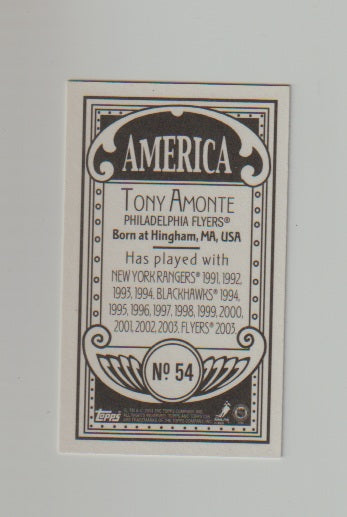 AMERICA
TONY AMONTE
PHILADELPHIA FLYERS®
Born at Hingham, MA, USA
Has played with
NEW YORK RANGERS® 1991, 1992,
1993, 1994, BLACKHAWKS® 1994,
1995, 1996, 1997, 1998, 1999, 2000,
2001, 2002, 2003, FLYERS® 2003.
Nº 54
topps